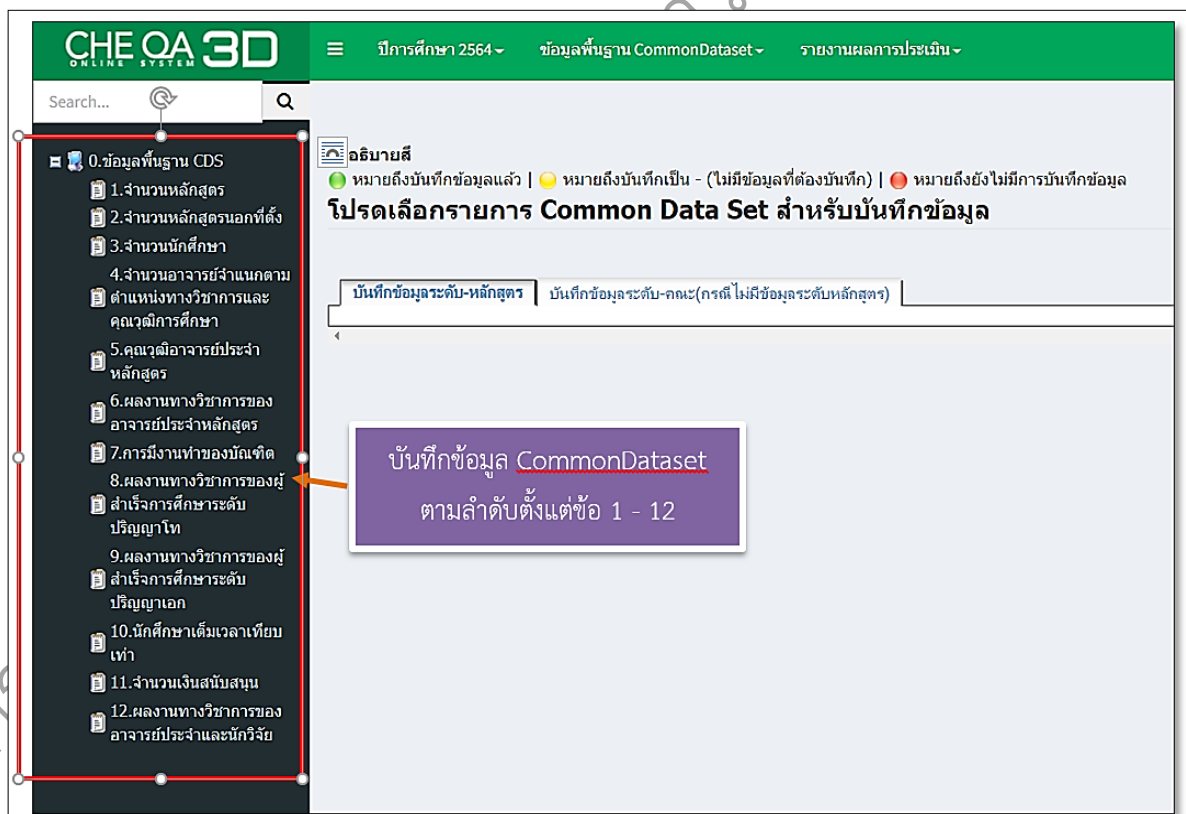 CHE QA 3D
ONLINE SYSTEM
ปีการศึกษา 2564
ข้อมูลพื้นฐาน CommonDataset
รายงานผลการประเมิน
Search...
0.ข้อมูลพื้นฐาน CDS
1.จำนวนหลักสูตร
2.จำนวนหลักสูตรนอกที่ตั้ง
3.จำนวนนักศึกษา
4.จำนวนอาจารย์จำแนกตาม
ตำแหน่งทางวิชาการและ
คุณวุฒิการศึกษา
5.คุณวุฒิอาจารย์ประจำ
หลักสูตร
6.ผลงานทางวิชาการของ
อาจารย์ประจำหลักสูตร
7.การมีงานทำของบัณฑิต
8.ผลงานทางวิชาการของผู้
สำเร็จการศึกษาระดับ
ปริญญาโท
9.ผลงานทางวิชาการของผู้
สำเร็จการศึกษาระดับ
ปริญญาเอก
10.นักศึกษาเต็มเวลาเทียบ
เท่า
11.จำนวนเงินสนับสนุน
12.ผลงานทางวิชาการของ
อาจารย์ประจำและนักวิจัย
อธิบายสี
หมายถึงบันทึกข้อมูลแล้ว | หมายถึงบันทึกเป็น - (ไม่มีข้อมูลที่ต้องบันทึก) | หมายถึงยังไม่มีการบันทึกข้อมูล
โปรดเลือกรายการ Common Data Set สำหรับบันทึกข้อมูล
บันทึกข้อมูลระดับ-หลักสูตร
บันทึกข้อมูลระดับ-คณะ(กรณีไม่มีข้อมูลระดับหลักสูตร)
บันทึกข้อมูล CommonDataset
ตามลำดับตั้งแต่ข้อ 1 - 12